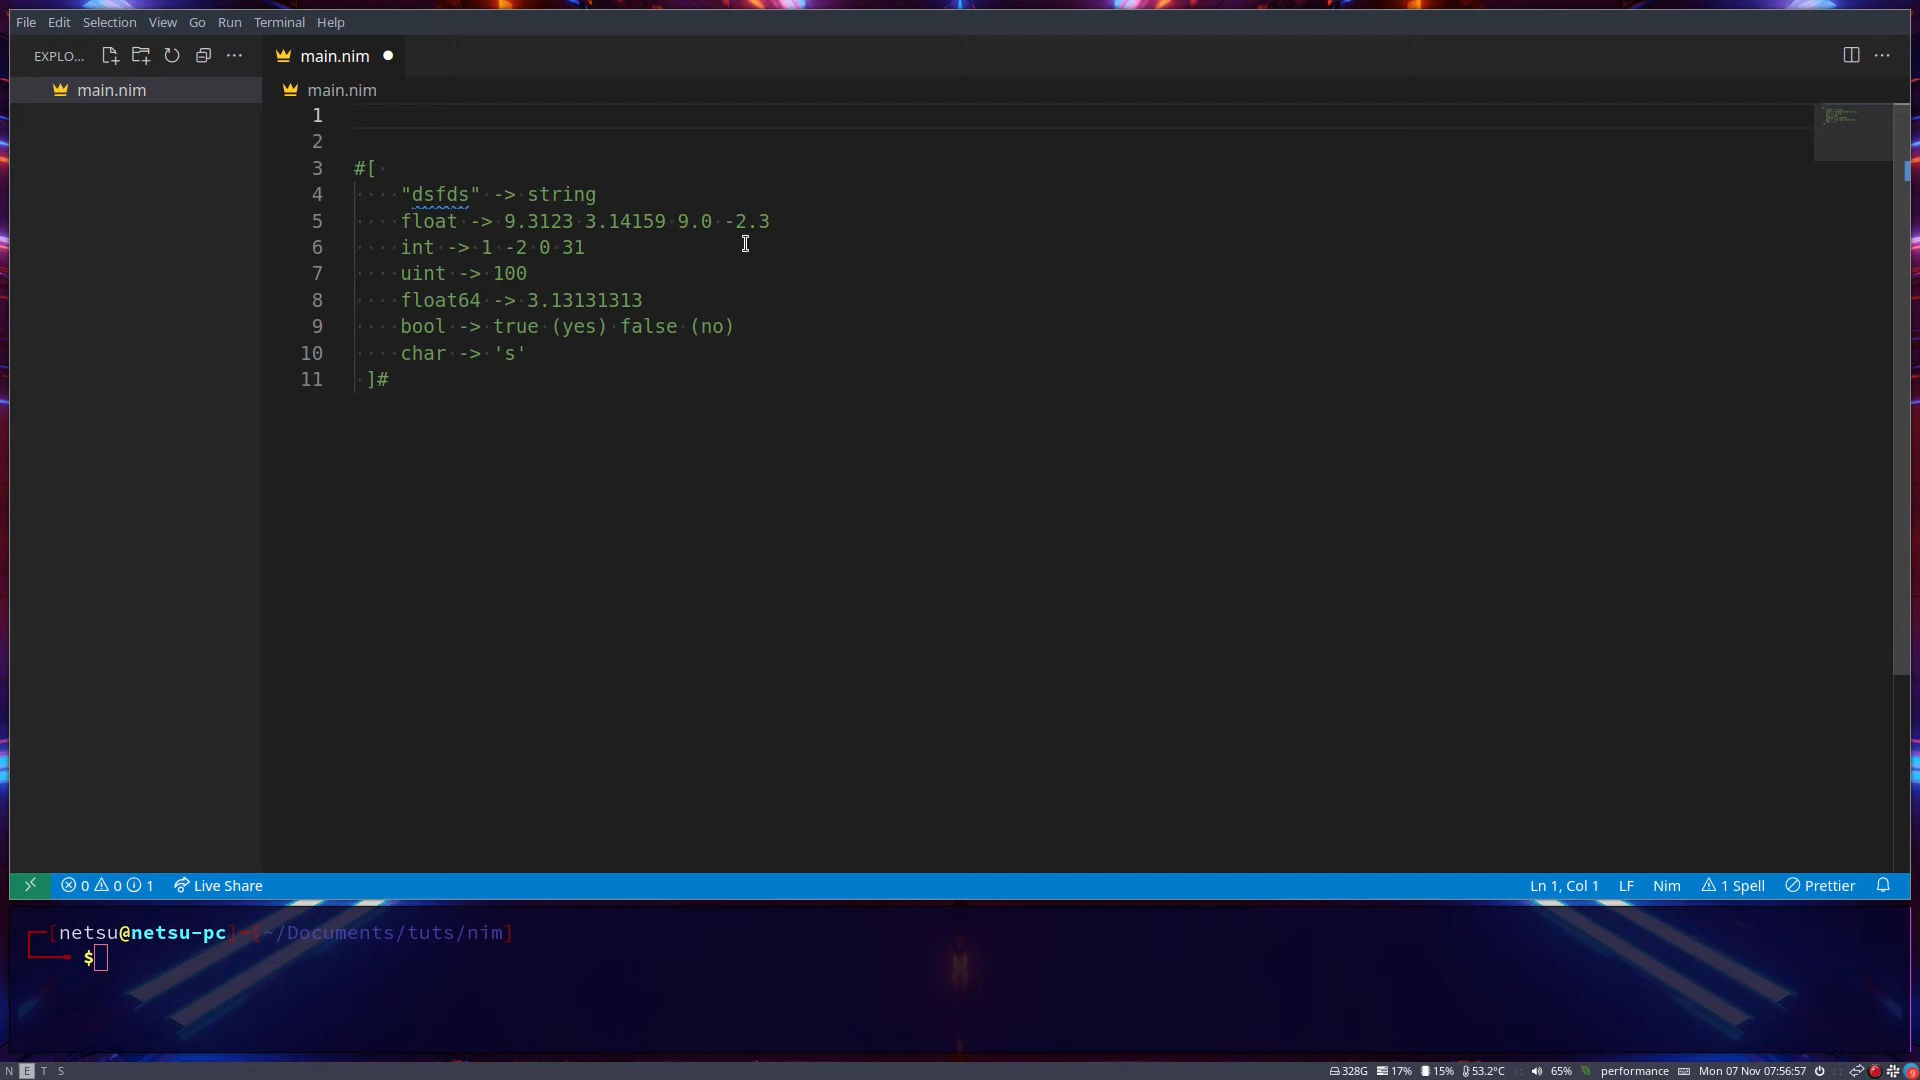 File Edit Selection View Go Run Terminal Help
EXPLO... main.nim
main.nim main.nim
1
2
3 #[
4 "dsfds" -> string
5 float -> 9.3123 3.14159 9.0 -2.3
6 int -> 1 -2 0 31
7 uint -> 100
8 float64 -> 3.13131313
9 bool -> true (yes) false (no)
10 char -> 's'
11 ]#
0 0 1 Live Share Ln 1, Col 1 LF Nim 1 Spell Prettier
[netsu@netsu-pc]-[~/Documents/tuts/nim]
$
N E T S 328G 17% 15% 53.2°C 65% performance Mon 07 Nov 07:56:57 9